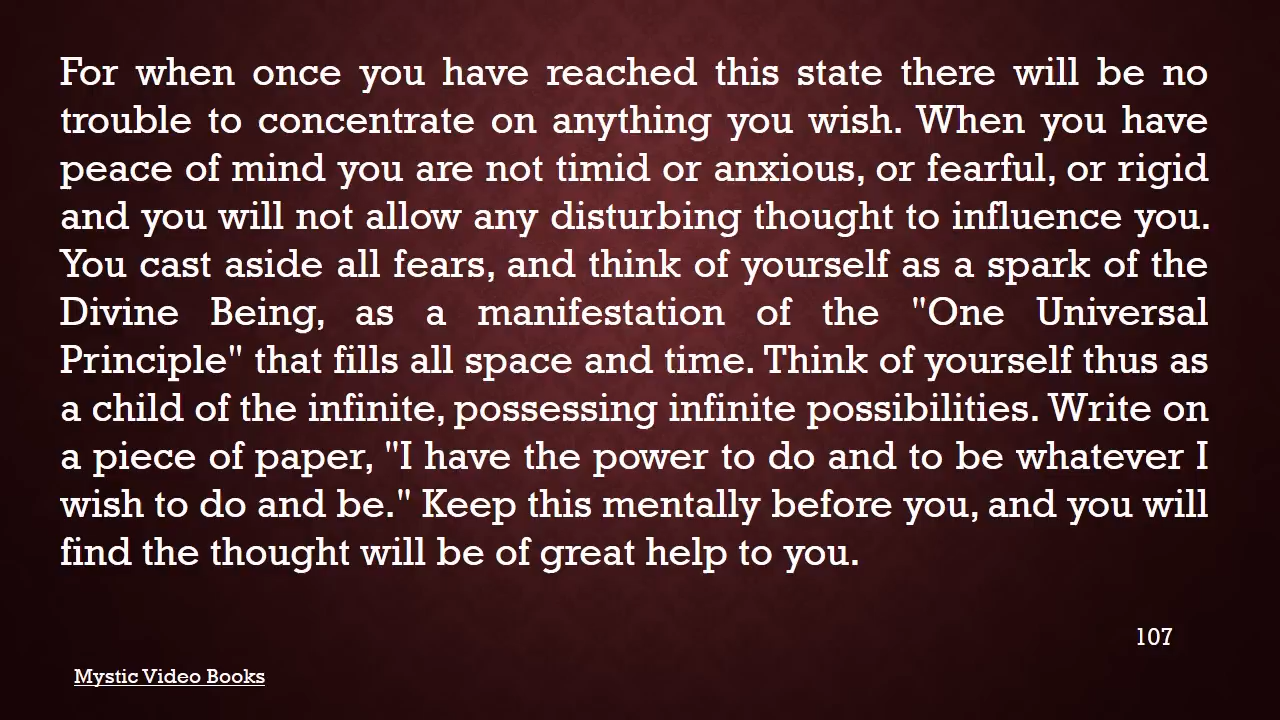 For when once you have reached this state there will be no
trouble to concentrate on anything you wish. When you have
peace of mind you are not timid or anxious, or fearful, or rigid
and you will not allow any disturbing thought to influence you.
You cast aside all fears, and think of yourself as a spark of the
Divine Being, as a manifestation of the "One Universal
Principle" that fills all space and time. Think of yourself thus as
a child of the infinite, possessing infinite possibilities. Write on
a piece of paper, "I have the power to do and to be whatever I
wish to do and be." Keep this mentally before you, and you will
find the thought will be of great help to you.
107
Mystic Video Books